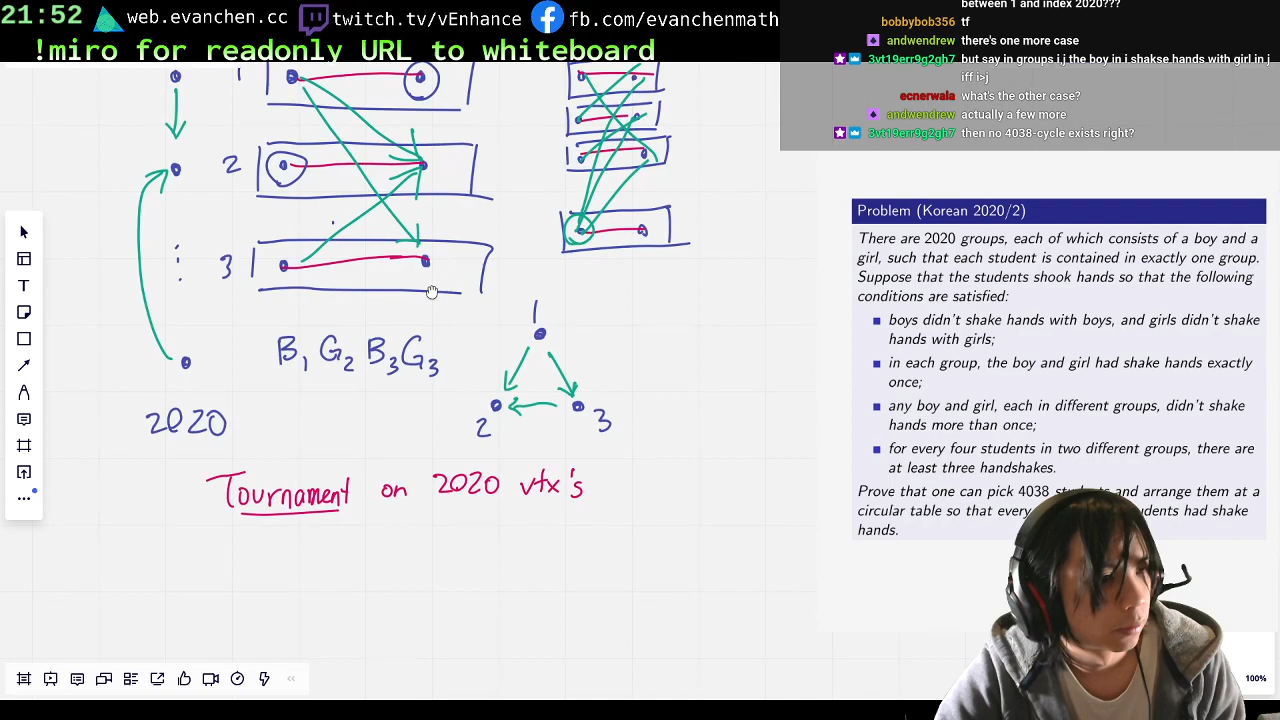 21:52 web.evanchen.cc twitch.tv/vEnhance fb.com/evanchenmath
!miro for readonly URL to whiteboard
between 1 and index 2020???
bobbybob356 tf
andwendrew there's one more case
3vt19err9g2gh7 but say in groups i,j the boy in i shakse hands with girl in j
iff i>j
ecnerwala what's the other case?
andwendrew actually a few more
3vt19err9g2gh7 then no 4038-cycle exists right?
1
2
3
2020
B1 G2 B3 G3
1
2
3
Tournament on 2020 vtx's
Problem (Korean 2020/2)
There are 2020 groups, each of which consists of a boy and a
girl, such that each student is contained in exactly one group.
Suppose that the students shook hands so that the following
conditions are satisfied:
boys didn't shake hands with boys, and girls didn't shake
hands with girls;
in each group, the boy and girl had shake hands exactly
once;
any boy and girl, each in different groups, didn't shake
hands more than once;
for every four students in two different groups, there are
at least three handshakes.
Prove that one can pick 4038 and arrange them at a
circular table so that every had shake
hands.
100%